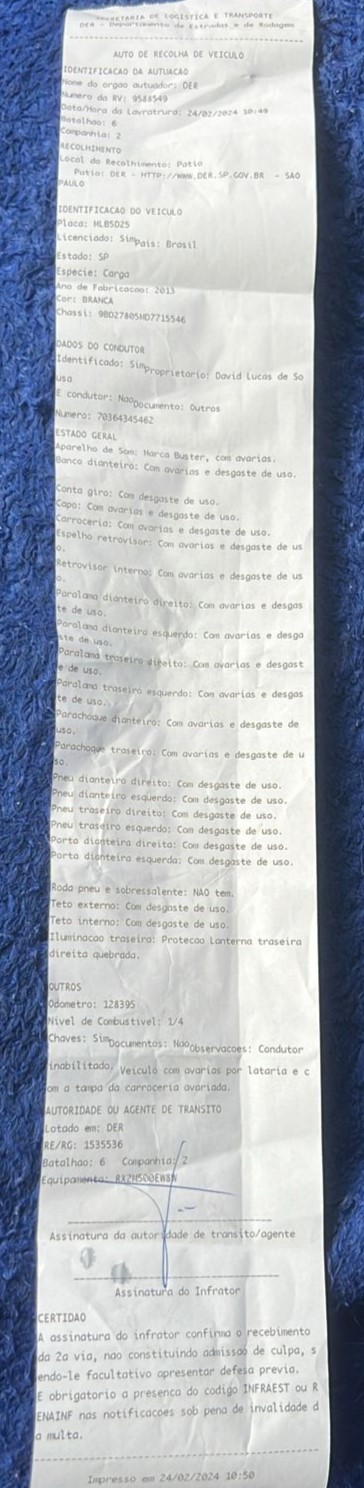 SECRETARIA DE LOGISTICA E TRANSPORTE
DER - Departamento de Estradas e de Rodagem
AUTO DE RECOLHA DE VEICULO
IDENTIFICACAO DA AUTUACAO
Nome do orgao autuador: DER
Numero do RV: 9588549
Data/Hora da Lavratrura: 24/02/2024 10:49
Batalhao: 6
Companhia: 2
RECOLHIMENTO
Local do Recolhimento: Patio
Patio: DER - HTTP://WWW.DER.SP.GOV.BR - SAO
PAULO
IDENTIFICACAO DO VEICULO
Placa: HLB5D25
Licenciado: Sim Pais: Brasil
Estado: SP
Especie: Carga
Ano de Fabricacao: 2013
Cor: BRANCA
Chassi: 9BD27805MD7715546
DADOS DO CONDUTOR
Identificado: Sim Proprietario: David Lucas de So
usa
E condutor: Nao Documento: Outros
Numero: 70364345462
ESTADO GERAL
Aparelho de Som: Marca Buster, com avarias.
Banco dianteiro: Com avarias e desgaste de uso.
Conta giro: Com desgaste de uso.
Capo: Com avarias e desgaste de uso.
Carroceria: Com avarias e desgaste de uso.
Espelho retrovisor: Com avarias e desgaste de us
o.
Retrovisor interno: Com avarias e desgaste de us
o.
Paralama dianteiro direito: Com avarias e desgas
te de uso.
Paralama dianteiro esquerdo: Com avarias e desga
ste de uso.
Paralama traseiro direito: Com avarias e desgast
e de uso.
Paralama traseiro esquerdo: Com avarias e desgas
te de uso.
Parachoque dianteiro: Com avarias e desgaste de
uso.
Parachoque traseiro: Com avarias e desgaste de u
so.
Pneu dianteiro direito: Com desgaste de uso.
Pneu dianteiro esquerdo: Com desgaste de uso.
Pneu traseiro direito: Com desgaste de uso.
Pneu traseiro esquerdo: Com desgaste de uso.
Porta dianteira direita: Com desgaste de uso.
Porta dianteira esquerda: Com desgaste de uso.
Roda pneu e sobressalente: NAO tem.
Teto externo: Com desgaste de uso.
Teto interno: Com desgaste de uso.
Iluminacao traseira: Protecao Lanterna traseira
direita quebrada.
OUTROS
Odometro: 128395
Nivel de Combustivel: 1/4
Chaves: Sim Documentos: Nao Observacoes: Condutor
inabilitado, Veiculo com avarias por lataria e c
om a tampa da carroceria avariada.
AUTORIDADE OU AGENTE DE TRANSITO
Lotado em: DER
RE/RG: 1535536
Batalhao: 6 Companhia: 2
Equipamento: RX2M500EW8N
Assinatura da autoridade de transito/agente
Assinatura do Infrator
CERTIDAO
A assinatura do infrator confirma o recebimento
da 2a via, nao constituindo admissao de culpa, s
endo-le facultativo apresentar defesa previa.
E obrigatorio a presenca do codigo INFRAEST ou R
ENAINF nas notificacoes sob pena de invalidade d
a multa.
Impresso em 24/02/2024 10:50